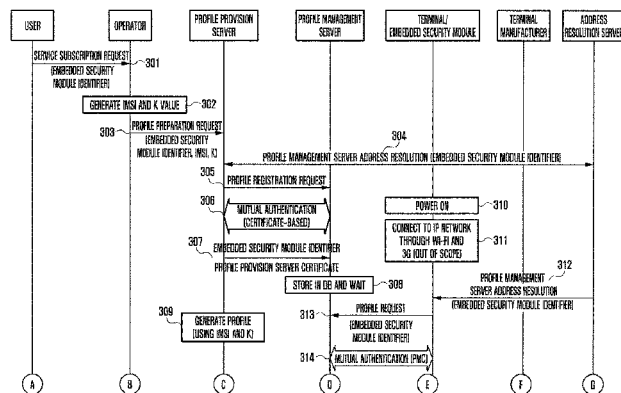 USER
OPERATOR
PROFILE PROVISION
SERVER
PROFILE MANAGEMENT
SERVER
TERMINAL/
EMBEDDED SECURITY MODULE
TERMINAL
MANUFACTURER
ADDRESS
RESOLUTION SERVER
SERVICE SUBSCRIPTION REQUEST
301
(EMBEDDED SECURITY
MODULE IDENTIFIER)
GENERATE IMSI AND K VALUE
302
303
PROFILE PREPARATION REQUEST
(EMBEDDED SECURITY
MODULE IDENTIFIER, IMSI, K)
304
PROFILE MANAGEMENT SERVER ADDRESS RESOLUTION (EMBEDDED SECURITY MODULE IDENTIFIER)
305
PROFILE REGISTRATION REQUEST
306
MUTUAL AUTHENTICATION
(CERTIFICATE-BASED)
POWER ON
310
CONNECT TO IP NETWORK
THROUGH WI-FI AND
3G (OUT OF SCOPE)
311
307
EMBEDDED SECURITY MODULE IDENTIFIER
PROFILE PROVISION SERVER CERTIFICATE
STORE IN DB AND WAIT
308
PROFILE MANAGEMENT
312
SERVER ADDRESS
RESOLUTION
(EMBEDDED SECURITY MODULE IDENTIFIER)
309
GENERATE PROFILE
(USING IMSI AND K)
313
PROFILE REQUEST
(EMBEDDED SECURITY
MODULE IDENTIFIER)
314
MUTUAL AUTHENTICATION (PMC)
A
B
C
D
E
F
G